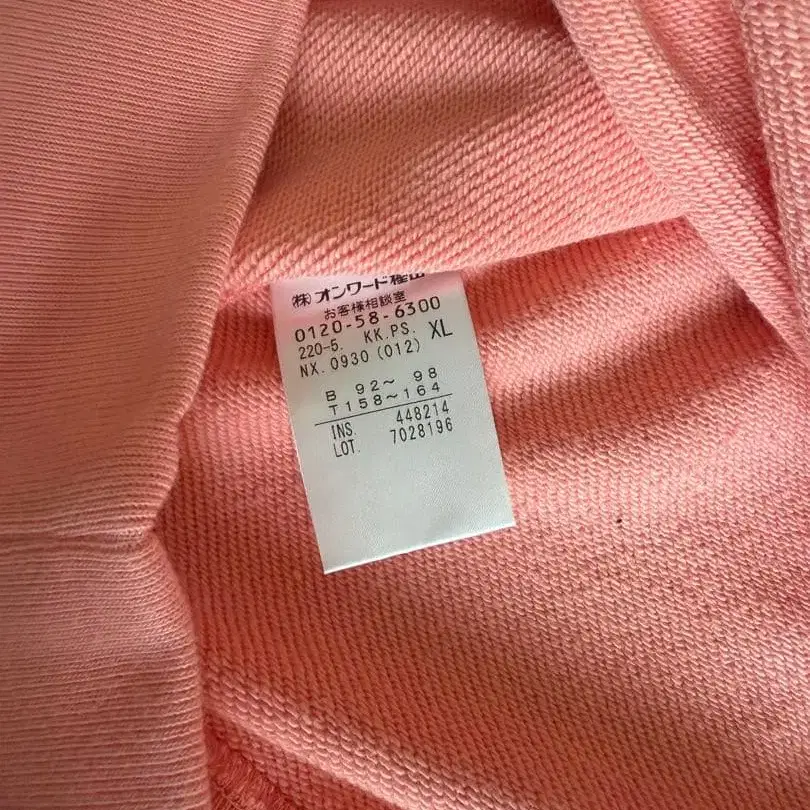 (株)オンワード樫山
お客様相談室
0120-58-6300
220-5. KK.PS. XL
NX.0930(012)
B 92～ 98
T158～164
INS. 448214
LOT. 7028196